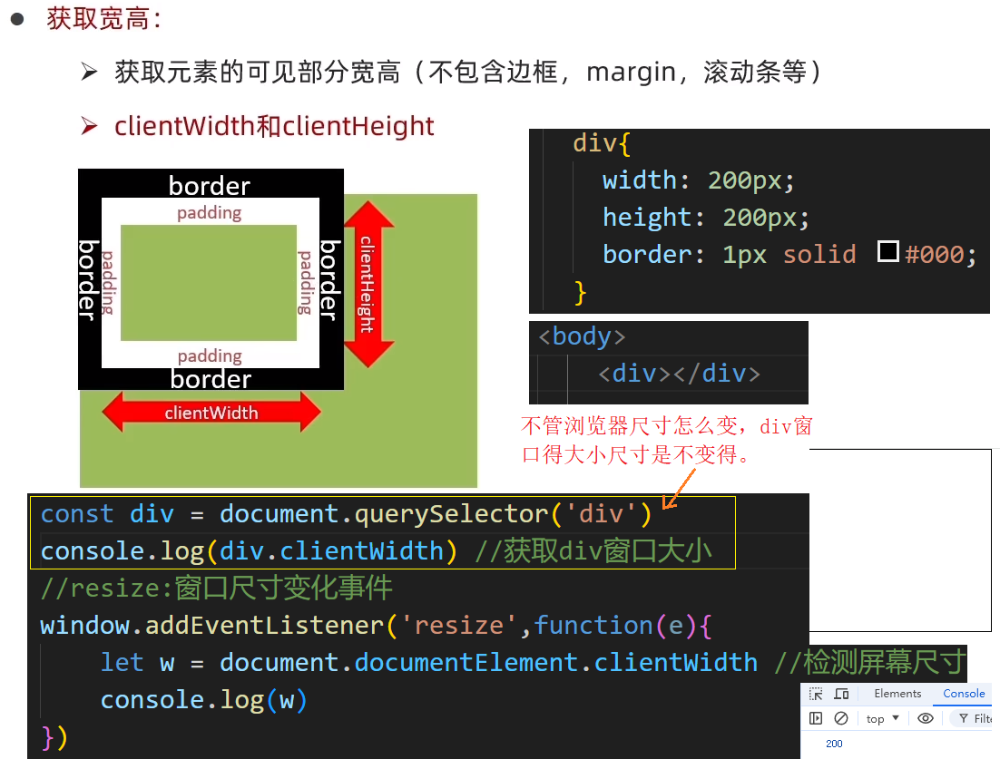 ● 获取宽高：
➢ 获取元素的可见部分宽高（不包含边框，margin，滚动条等）
➢ clientWidth和clientHeight
border
padding
border
padding
padding
border
padding
border
clientHeight
clientWidth
div{
width: 200px;
height: 200px;
border: 1px solid #000;
}
<body>
<div></div>
不管浏览器尺寸怎么变，div窗
口得大小尺寸是不变得。
const div = document.querySelector('div')
console.log(div.clientWidth) //获取div窗口大小
//resize:窗口尺寸变化事件
window.addEventListener('resize',function(e){
let w = document.documentElement.clientWidth //检测屏幕尺寸
console.log(w)
})
Elements Console
top ▼ Filte
200